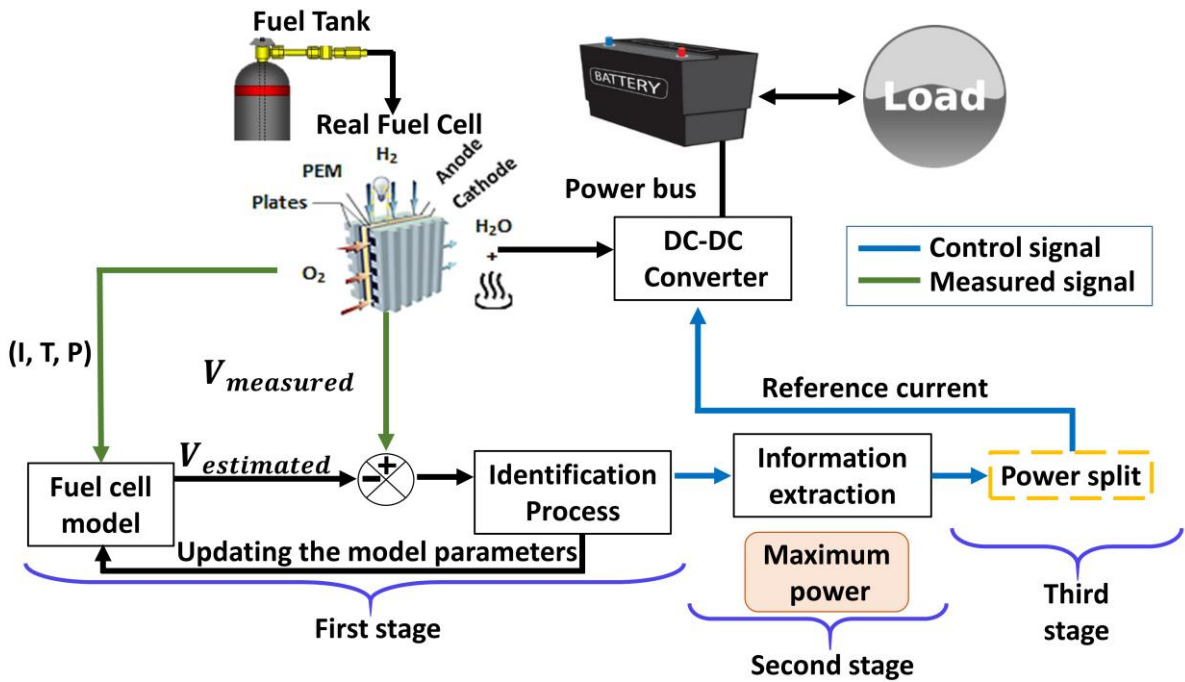 Fuel Tank
Real Fuel Cell
H₂
PEM
Anode
Cathode
Plates
H₂O
+
O₂
BATTERY
Load
Power bus
DC-DC
Converter
Control signal
Measured signal
(I, T, P)
V_measured
Reference current
V_estimated
+
-
Fuel cell
model
Identification
Process
Information
extraction
Power split
Updating the model parameters
Maximum
power
First stage
Second stage
Third
stage